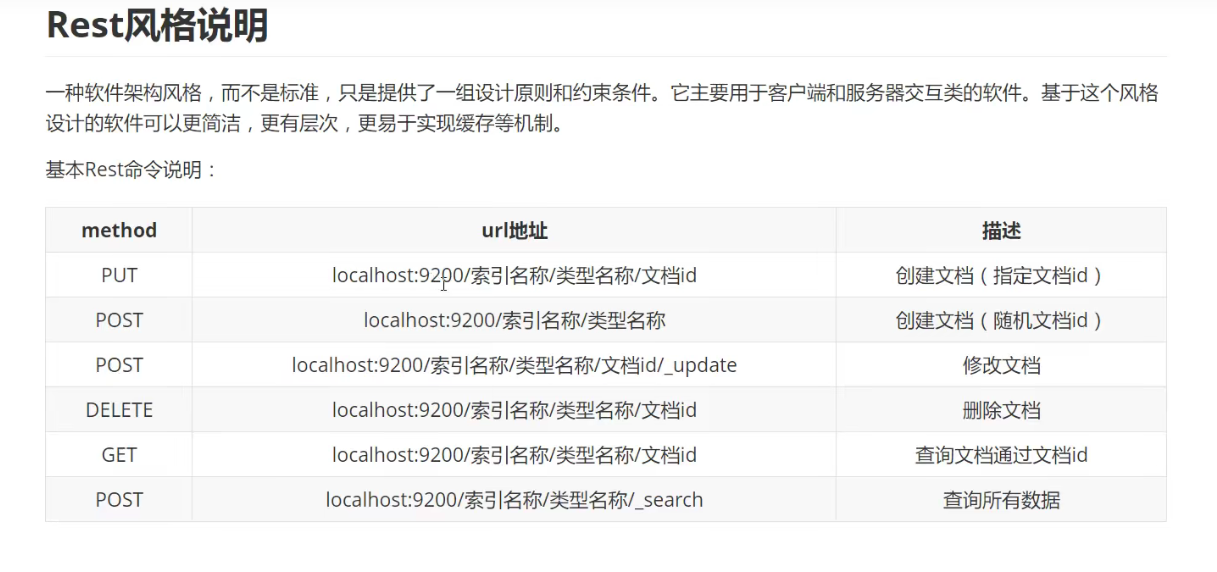 Rest风格说明
一种软件架构风格，而不是标准，只是提供了一组设计原则和约束条件。它主要用于客户端和服务器交互类的软件。基于这个风格
设计的软件可以更简洁，更有层次，更易于实现缓存等机制。
基本Rest命令说明：
method url地址 描述
PUT localhost:9200/索引名称/类型名称/文档id 创建文档（指定文档id）
POST localhost:9200/索引名称/类型名称 创建文档（随机文档id）
POST localhost:9200/索引名称/类型名称/文档id/_update 修改文档
DELETE localhost:9200/索引名称/类型名称/文档id 删除文档
GET localhost:9200/索引名称/类型名称/文档id 查询文档通过文档id
POST localhost:9200/索引名称/类型名称/_search 查询所有数据